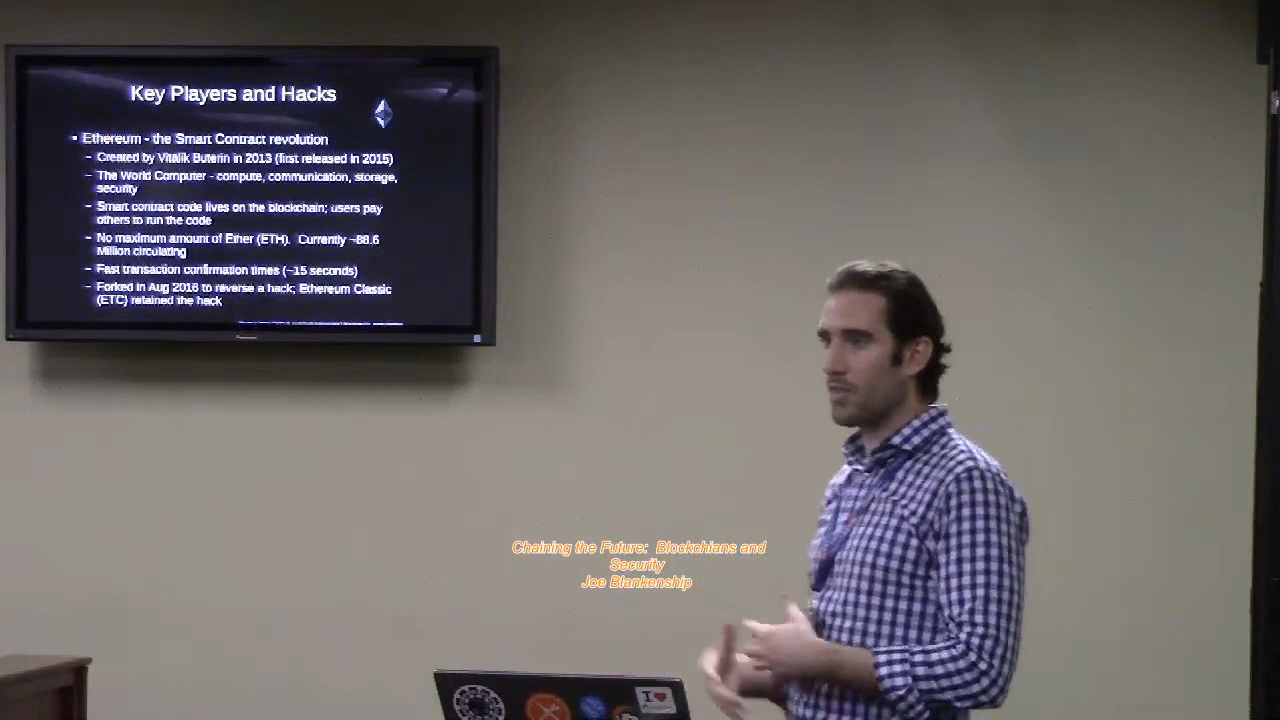 Key Players and Hacks
Ethereum - the Smart Contract revolution
Created by Vitalik Buterin in 2013 (first released in 2015)
The World Computer - compute, communication, storage,
security
Smart contract code lives on the blockchain; users pay
others to run the code
No maximum amount of Ether (ETH). Currently ~88.6
Million circulating
Fast transaction confirmation times (~15 seconds)
Forked in Aug 2016 to reverse a hack; Ethereum Classic
(ETC) retained the hack
Chaining the Future: Blockchians and
Security
Joe Blankenship
I